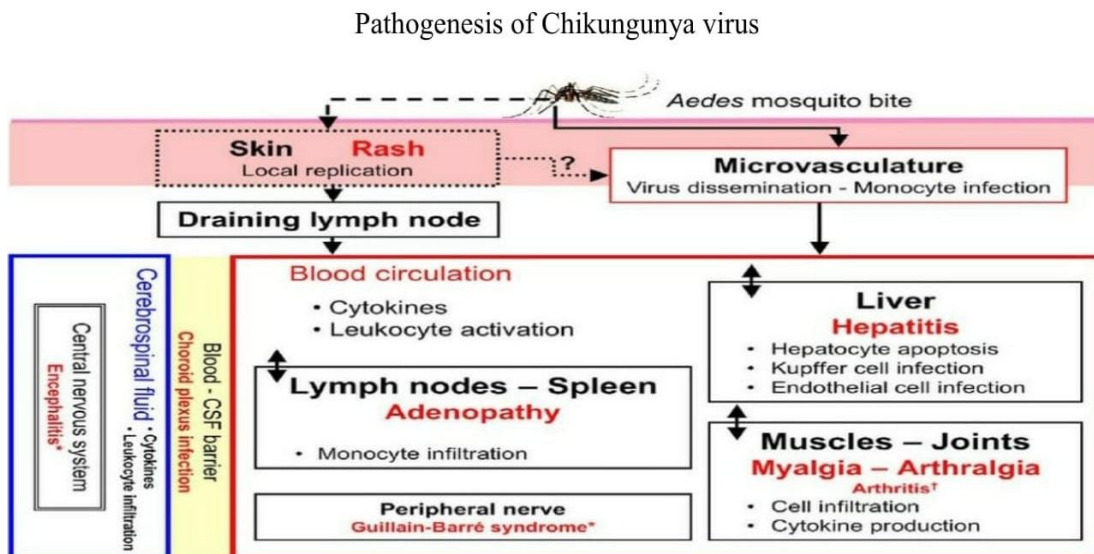 Pathogenesis of Chikungunya virus
Aedes mosquito bite
Skin Rash
Local replication
?
Microvasculature
Virus dissemination - Monocyte infection
Draining lymph node
Central nervous system
Encephalitis*
Cerebrospinal fluid
• Cytokines
• Leukocyte infiltration
Blood - CSF barrier
Choroid plexus infection
Blood circulation
• Cytokines
• Leukocyte activation
Lymph nodes – Spleen
Adenopathy
• Monocyte infiltration
Peripheral nerve
Guillain-Barré syndrome*
Liver
Hepatitis
• Hepatocyte apoptosis
• Kupffer cell infection
• Endothelial cell infection
Muscles – Joints
Myalgia – Arthralgia
Arthritis†
• Cell infiltration
• Cytokine production